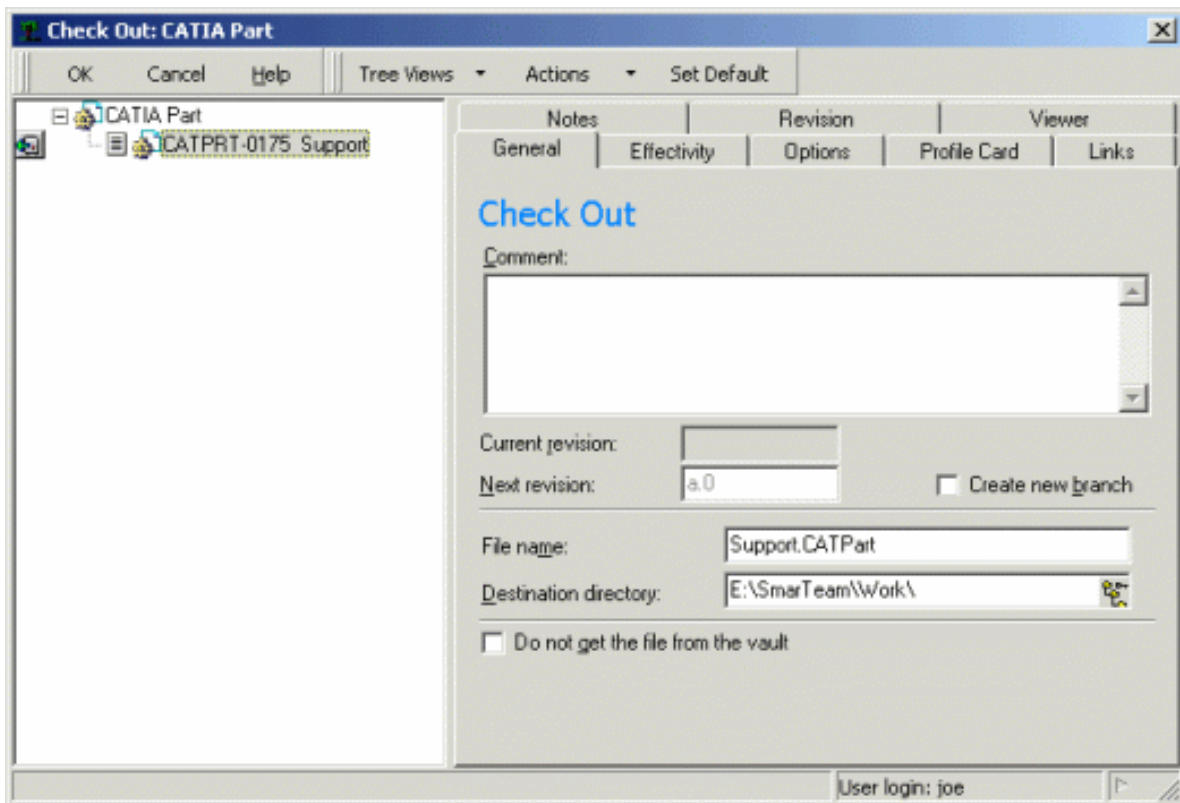 Check Out: CATIA Part
OK Cancel Help Tree Views Actions Set Default
CATIA Part
CATPRT-0175 Support
Notes Revision Viewer
General Effectivity Options Profile Card Links
Check Out
Comment:
Current revision:
Next revision: a.0 Create new branch
File name: Support.CATPart
Destination directory: E:\SmarTeam\Work\
Do not get the file from the vault
User login: joe